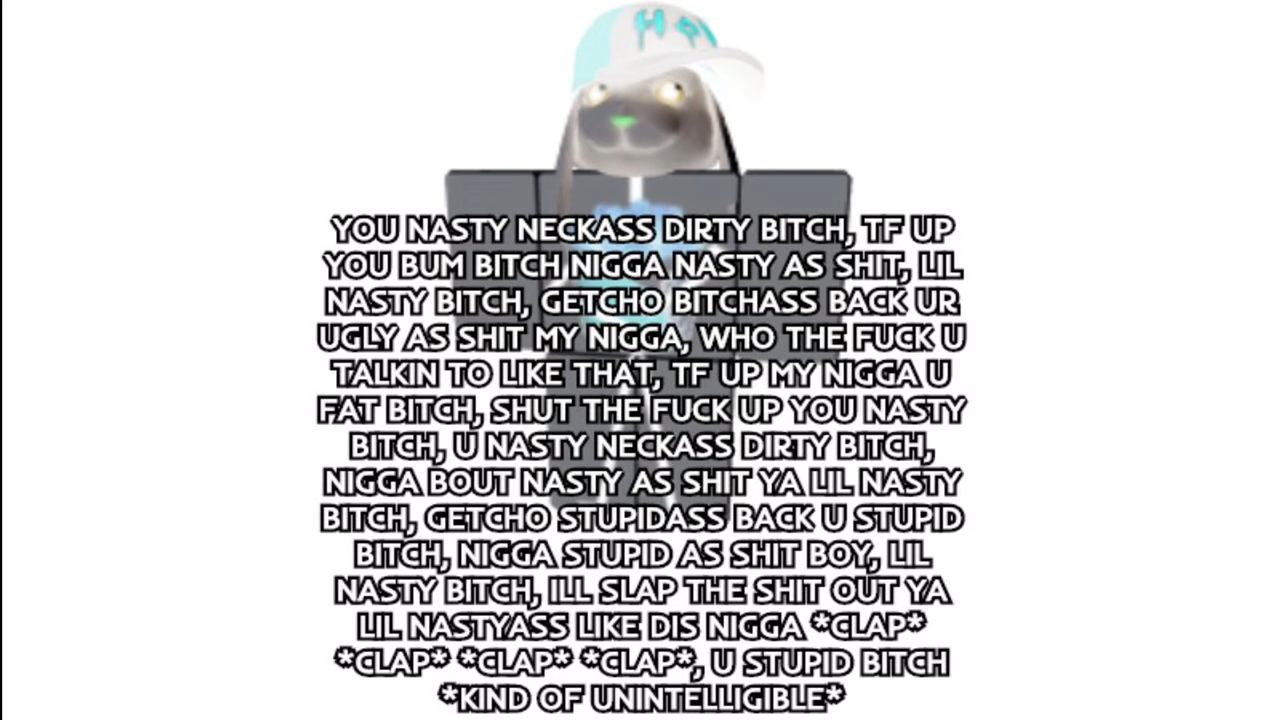 YOU NASTY NECKASS DIRTY BITCH, TF UP
YOU BUM BITCH NIGGA NASTY AS SHIT, LIL
NASTY BITCH, GETCHO BITCHASS BACK UR
UGLY AS SHIT MY NIGGA, WHO THE FUCK U
TALKIN TO LIKE THAT, TF UP MY NIGGA U
FAT BITCH, SHUT THE FUCK UP YOU NASTY
BITCH, U NASTY NECKASS DIRTY BITCH,
NIGGA BOUT NASTY AS SHIT YA LIL NASTY
BITCH, GETCHO STUPIDASS BACK U STUPID
BITCH, NIGGA STUPID AS SHIT BOY, LIL
NASTY BITCH, ILL SLAP THE SHIT OUT YA
LIL NASTYASS LIKE DIS NIGGA *CLAP*
*CLAP* *CLAP* *CLAP*, U STUPID BITCH
*KIND OF UNINTELLIGIBLE*